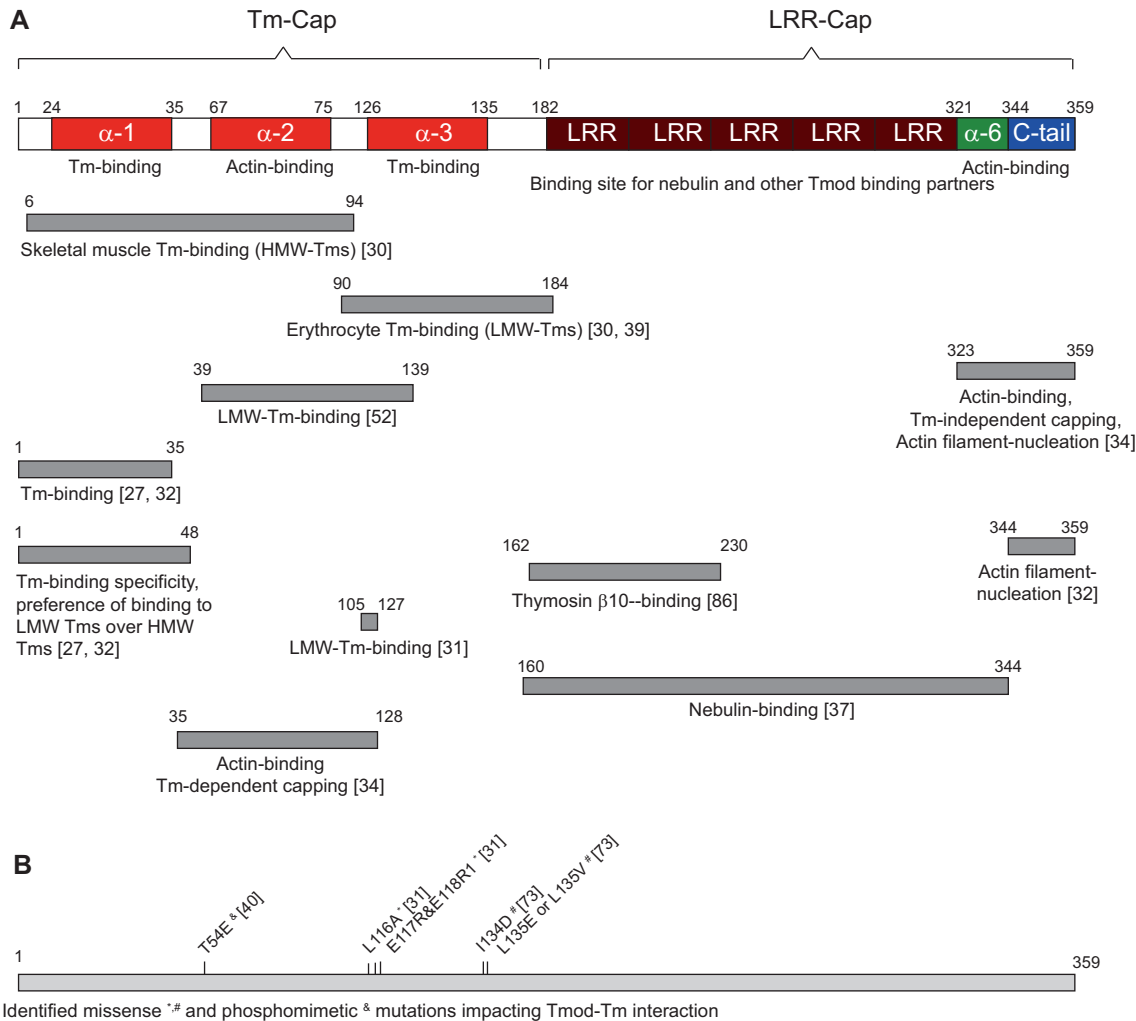 A
Tm-Cap
LRR-Cap
1 24 35 67 75 126 135 182 321 344 359
α-1 α-2 α-3 LRR LRR LRR LRR LRR α-6 C-tail
Tm-binding Actin-binding Tm-binding Actin-binding
Binding site for nebulin and other Tmod binding partners
6 94
Skeletal muscle Tm-binding (HMW-Tms) [30]
90 184
Erythrocyte Tm-binding (LMW-Tms) [30, 39]
39 139
LMW-Tm-binding [52]
323 359
Actin-binding,
Tm-independent capping,
Actin filament-nucleation [34]
1 35
Tm-binding [27, 32]
1 48
Tm-binding specificity,
preference of binding to
LMW Tms over HMW
Tms [27, 32]
344 359
Actin filament-
nucleation [32]
162 230
Thymosin β10--binding [86]
105 127
LMW-Tm-binding [31]
160 344
Nebulin-binding [37]
35 128
Actin-binding
Tm-dependent capping [34]
B
T54E & [40]
L116A * [31]
E117R&E118R1 * [31]
I134D # [73]
L135E or L135V # [73]
1 359
Identified missense *,# and phosphomimetic & mutations impacting Tmod-Tm interaction